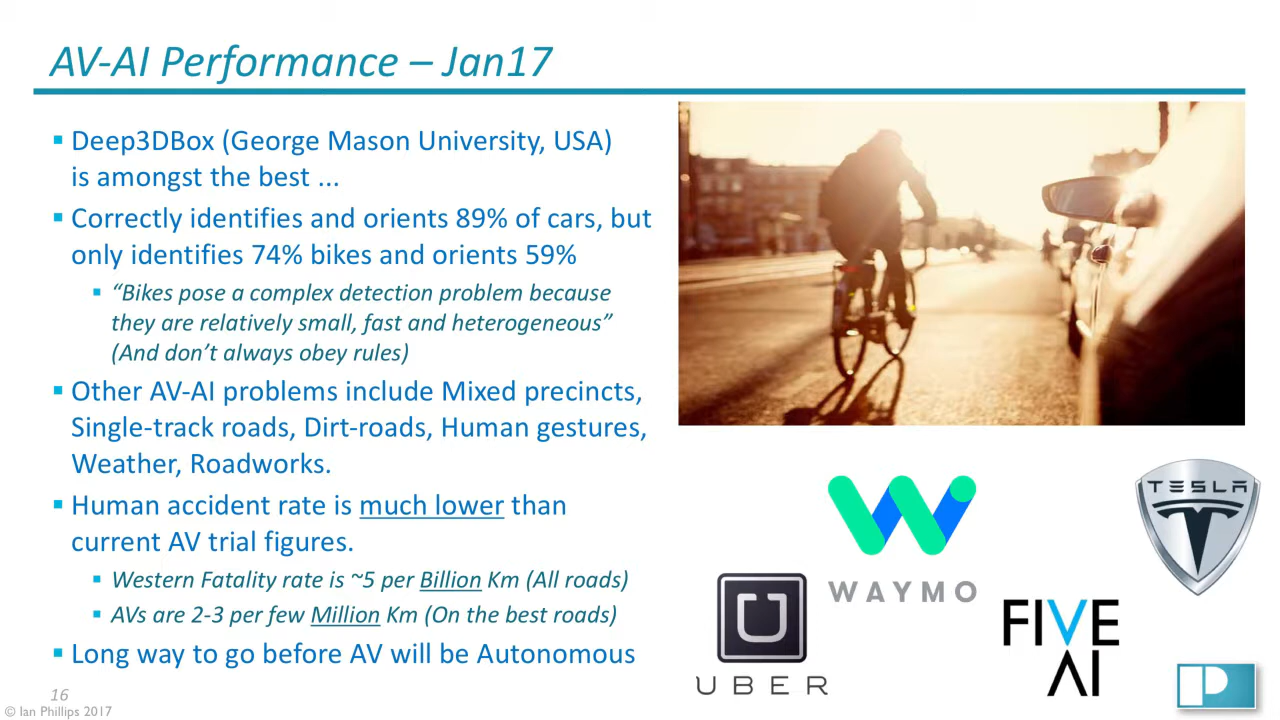 AV-AI Performance – Jan17
▪ Deep3DBox (George Mason University, USA)
is amongst the best ...
▪ Correctly identifies and orients 89% of cars, but
only identifies 74% bikes and orients 59%
▪ “Bikes pose a complex detection problem because
they are relatively small, fast and heterogeneous”
(And don’t always obey rules)
▪ Other AV-AI problems include Mixed precincts,
Single-track roads, Dirt-roads, Human gestures,
Weather, Roadworks.
▪ Human accident rate is much lower than
current AV trial figures.
▪ Western Fatality rate is ~5 per Billion Km (All roads)
▪ AVs are 2-3 per few Million Km (On the best roads)
▪ Long way to go before AV will be Autonomous
WAYMO
TESLA
UBER
FIVE
AI
P
16
© Ian Phillips 2017